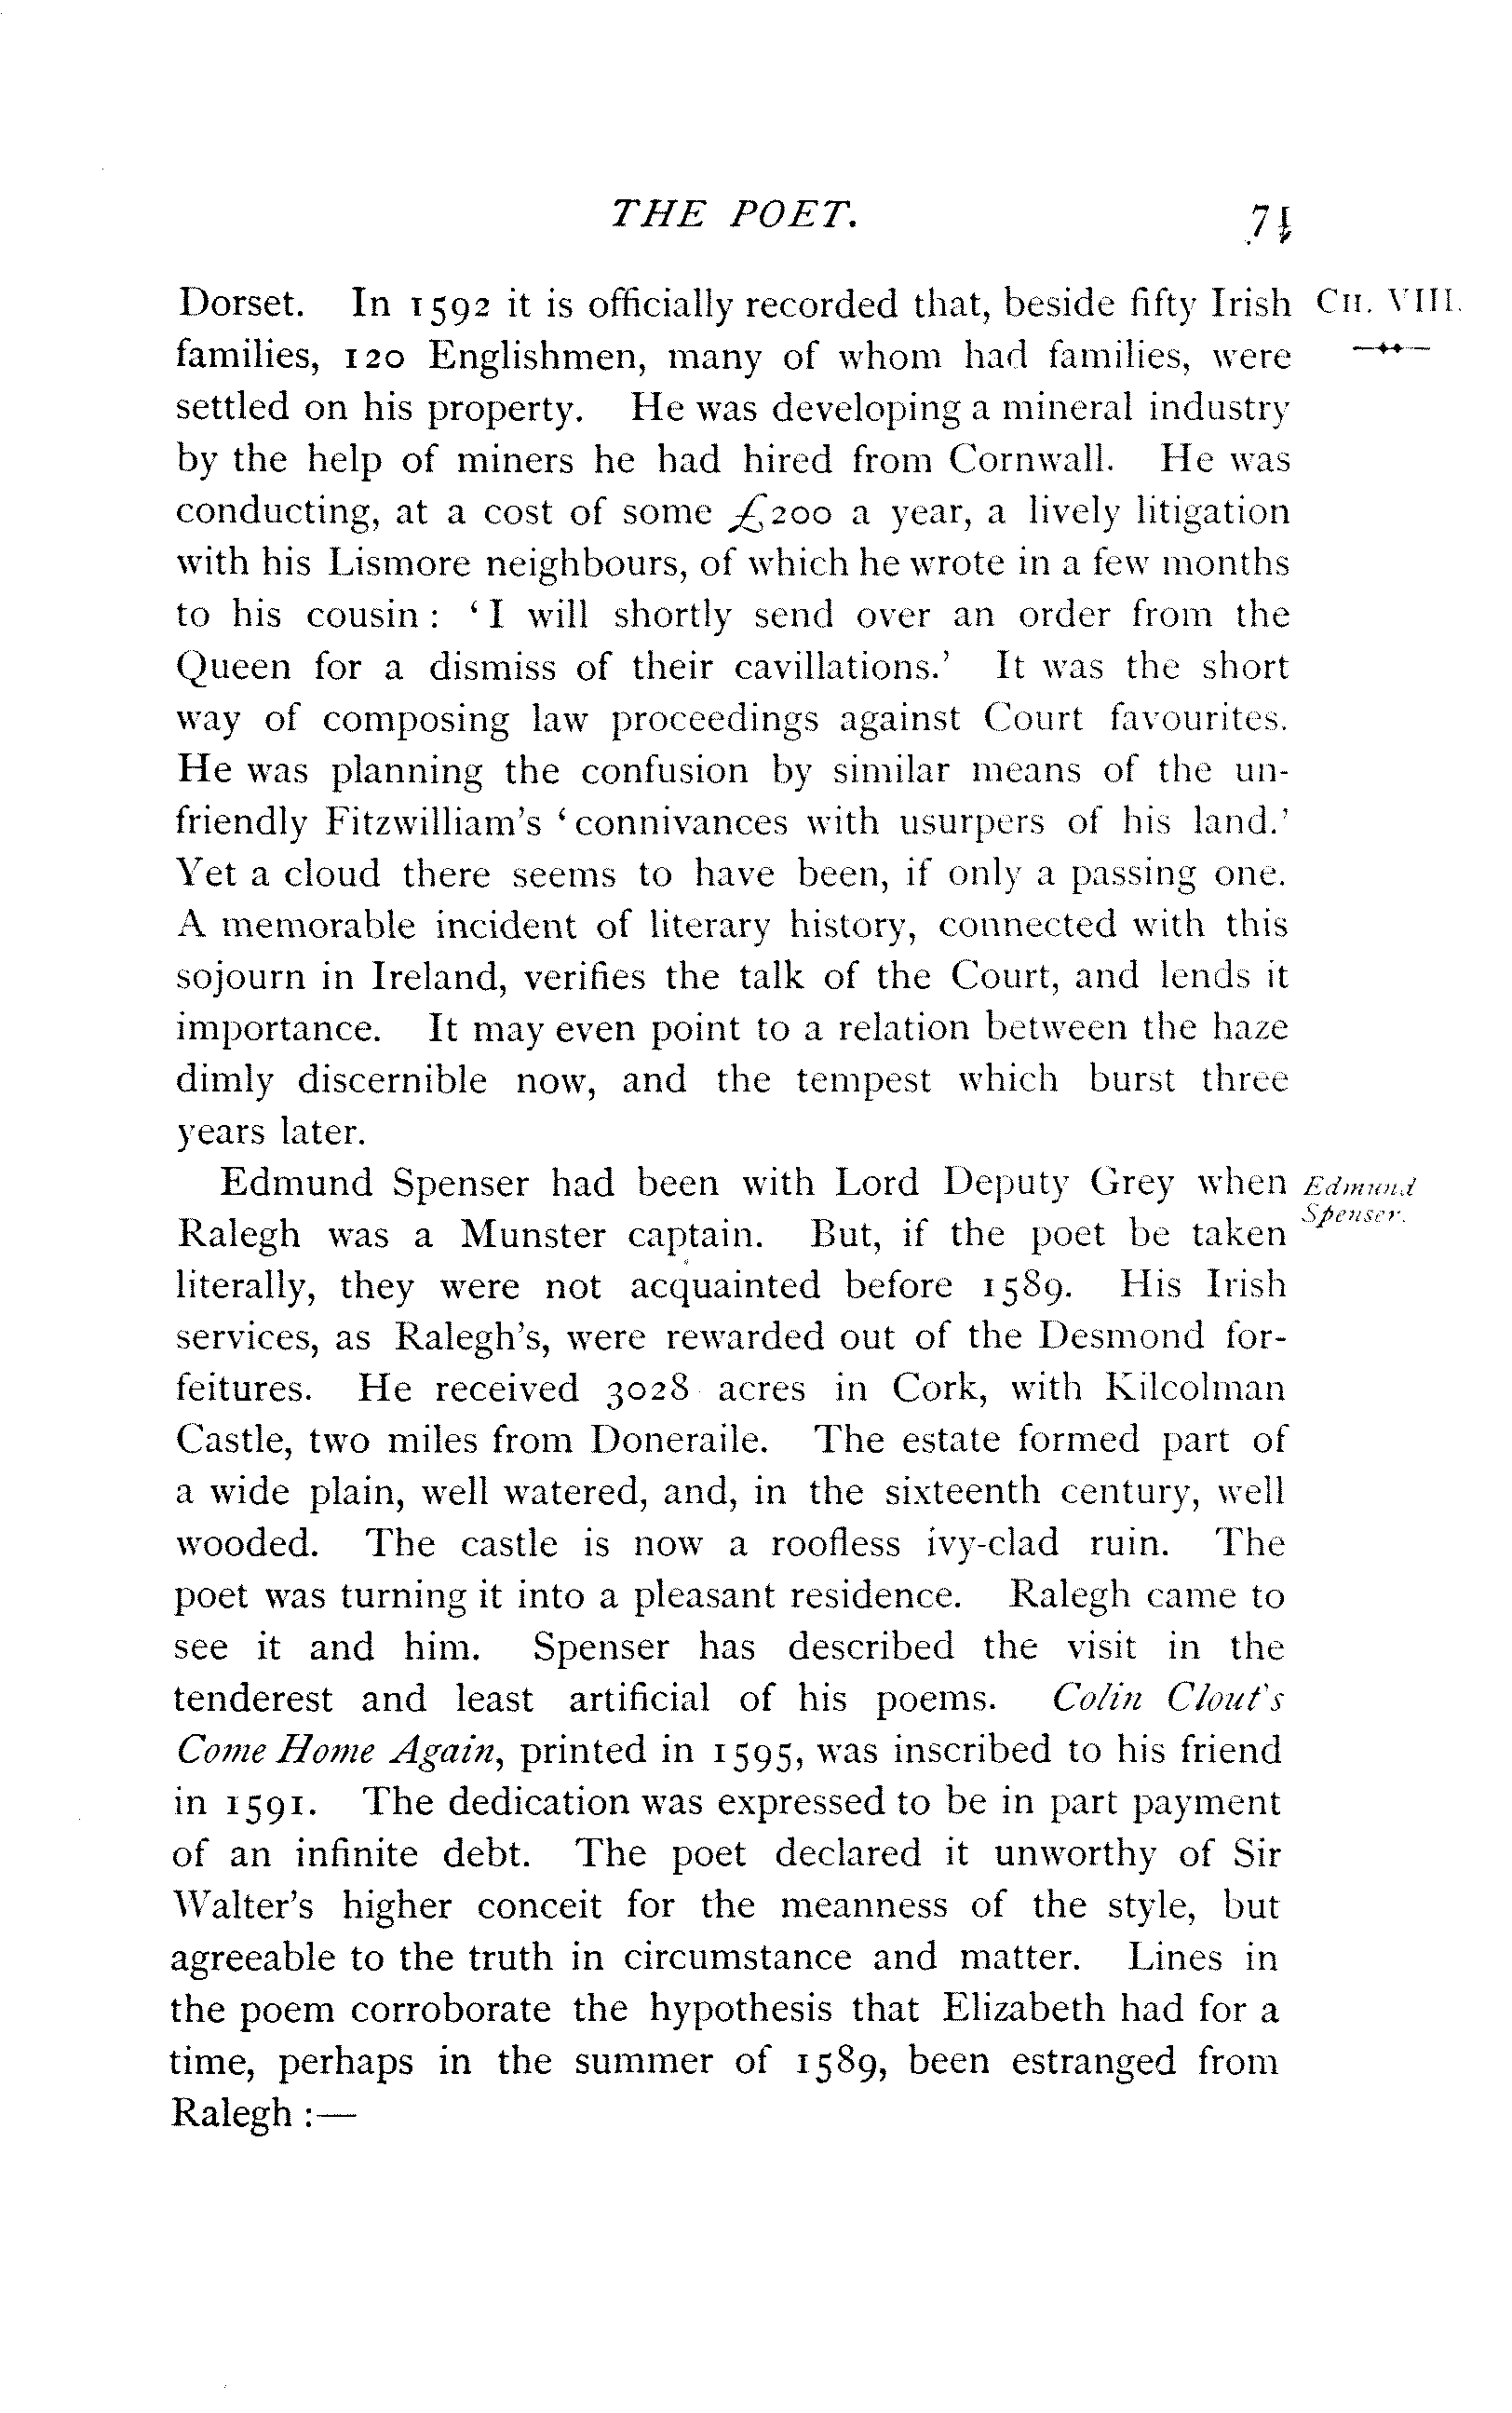 THE POET. 71
Dorset. In 1592 it is officially recorded that, beside fifty Irish
CH. VIII.
families, 120 Englishmen, many of whom had families, were
settled on his property. He was developing a mineral industry
by the help of miners he had hired from Cornwall. He was
conducting, at a cost of some £200 a year, a lively litigation
with his Lismore neighbours, of which he wrote in a few months
to his cousin : ‘I will shortly send over an order from the
Queen for a dismiss of their cavillations.’ It was the short
way of composing law proceedings against Court favourites.
He was planning the confusion by similar means of the un-
friendly Fitzwilliam's ‘connivances with usurpers of his land.’
Yet a cloud there seems to have been, if only a passing one.
A memorable incident of literary history, connected with this
sojourn in Ireland, verifies the talk of the Court, and lends it
importance. It may even point to a relation between the haze
dimly discernible now, and the tempest which burst three
years later.
Edmund Spenser had been with Lord Deputy Grey when
Edmund
Spenser.
Ralegh was a Munster captain. But, if the poet be taken
literally, they were not acquainted before 1589. His Irish
services, as Ralegh's, were rewarded out of the Desmond for-
feitures. He received 3028 acres in Cork, with Kilcolman
Castle, two miles from Doneraile. The estate formed part of
a wide plain, well watered, and, in the sixteenth century, well
wooded. The castle is now a roofless ivy-clad ruin. The
poet was turning it into a pleasant residence. Ralegh came to
see it and him. Spenser has described the visit in the
tenderest and least artificial of his poems. Colin Clout's
Come Home Again, printed in 1595, was inscribed to his friend
in 1591. The dedication was expressed to be in part payment
of an infinite debt. The poet declared it unworthy of Sir
Walter's higher conceit for the meanness of the style, but
agreeable to the truth in circumstance and matter. Lines in
the poem corroborate the hypothesis that Elizabeth had for a
time, perhaps in the summer of 1589, been estranged from
Ralegh :—